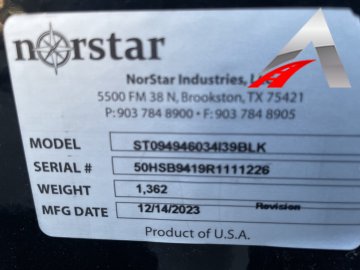 norstar
NorStar Industries,
5500 FM 38 N, Brookston, TX 75421
P: 903 784 8900 • F: 903 784 8905
MODEL ST094946034I39BLK
SERIAL # 50HSB9419R1111226
WEIGHT 1,362
MFG DATE 12/14/2023 Revision
Product of U.S.A.